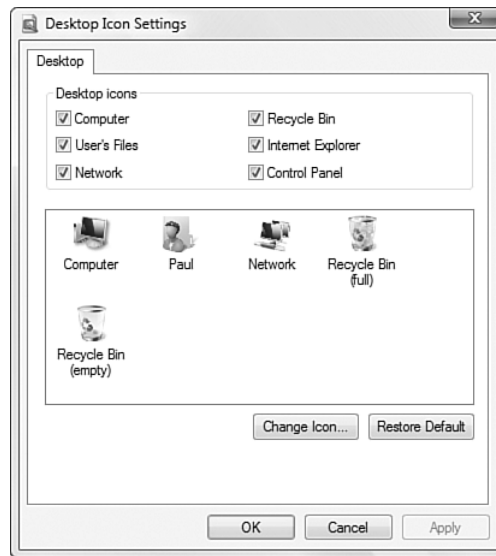 Desktop Icon Settings
Desktop
Desktop icons
Computer
Recycle Bin
User's Files
Internet Explorer
Network
Control Panel
Computer
Paul
Network
Recycle Bin
(full)
Recycle Bin
(empty)
Change Icon...
Restore Default
OK
Cancel
Apply